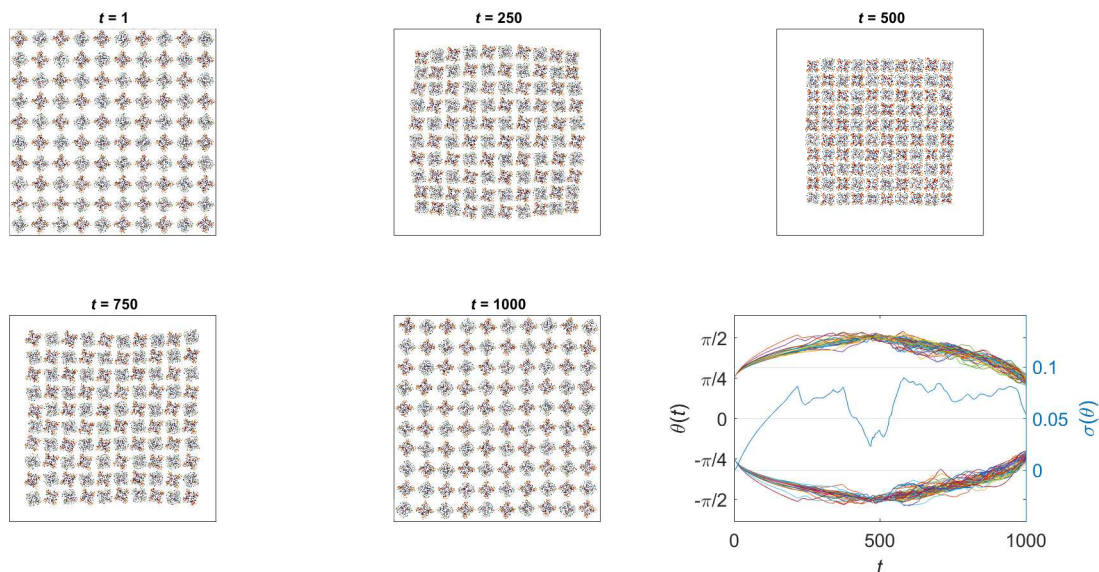 t = 1
t = 250
t = 500
t = 750
t = 1000
π/2
π/4
0
-π/4
-π/2
θ(t)
0.1
0.05
0
σ(θ)
0
500
1000
t